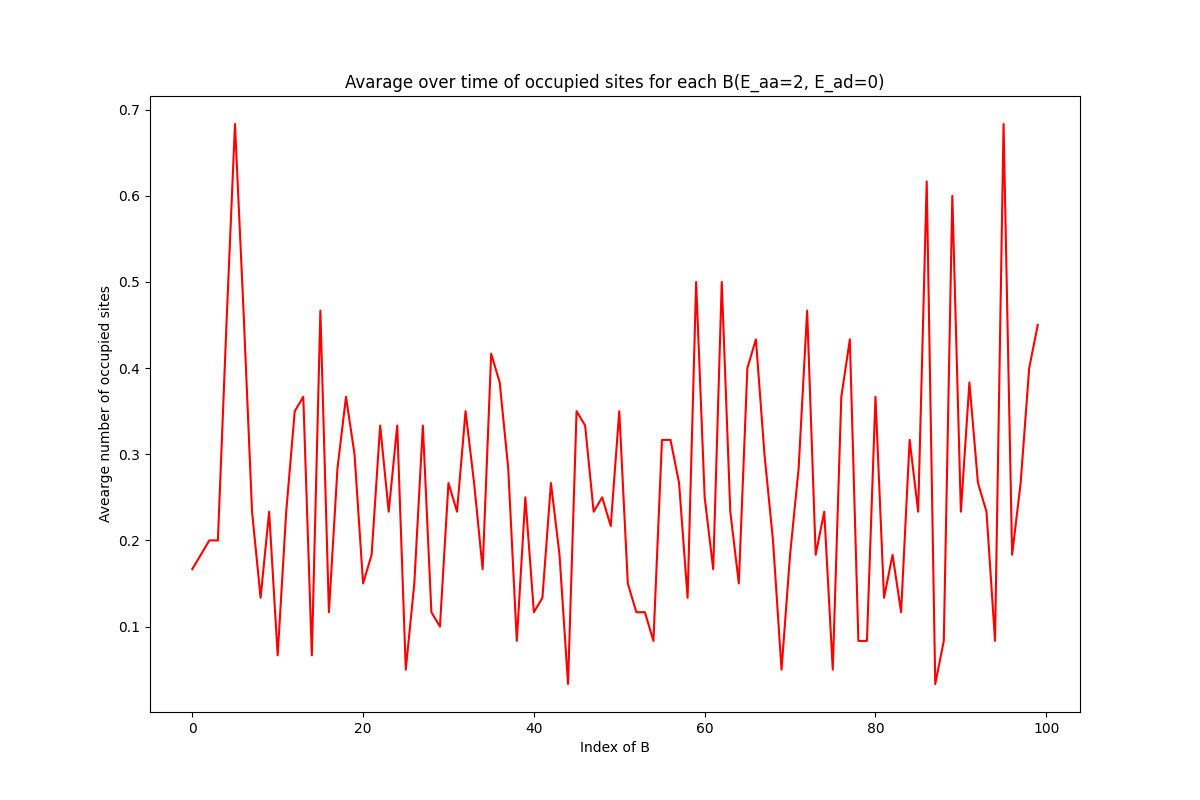 Avarage over time of occupied sites for each B(E_aa=2, E_ad=0)
0.7
0.6
0.5
0.4
0.3
0.2
0.1
Avearge number of occupied sites
0 20 40 60 80 100
Index of B